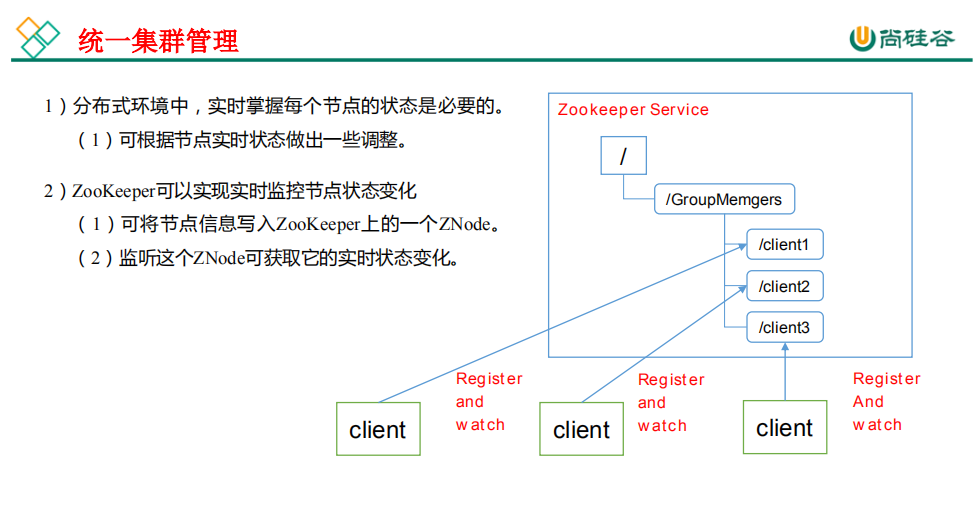 统一集群管理
尚硅谷
1）分布式环境中，实时掌握每个节点的状态是必要的。
（1）可根据节点实时状态做出一些调整。
2）ZooKeeper可以实现实时监控节点状态变化
（1）可将节点信息写入ZooKeeper上的一个ZNode。
（2）监听这个ZNode可获取它的实时状态变化。
Zookeeper Service
/
/GroupMemgers
/client1
/client2
/client3
Register
and
watch
Register
and
watch
Register
And
watch
client
client
client